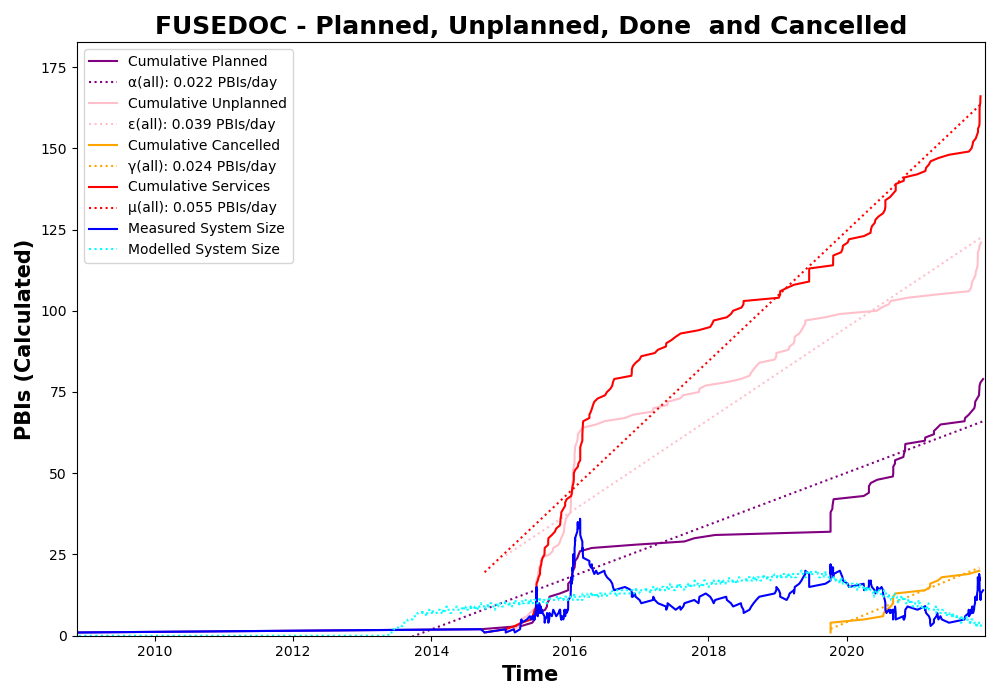 FUSEDOC - Planned, Unplanned, Done  and Cancelled
Cumulative Planned
α(all): 0.022 PBIs/day
Cumulative Unplanned
ε(all): 0.039 PBIs/day
Cumulative Cancelled
γ(all): 0.024 PBIs/day
Cumulative Services
μ(all): 0.055 PBIs/day
Measured System Size
Modelled System Size
PBIs (Calculated)
175
150
125
100
75
50
25
0
2010 2012 2014 2016 2018 2020
Time